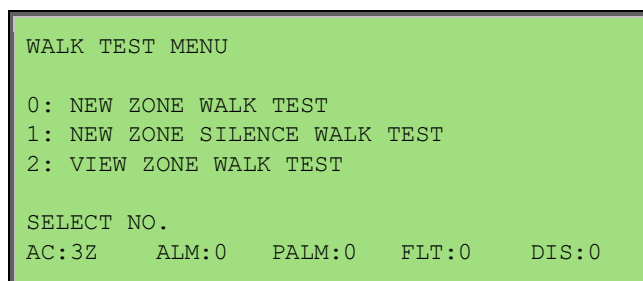 WALK TEST MENU
0: NEW ZONE WALK TEST
1: NEW ZONE SILENCE WALK TEST
2: VIEW ZONE WALK TEST
SELECT NO.
AC:3Z ALM:0 PALM:0 FLT:0 DIS:0